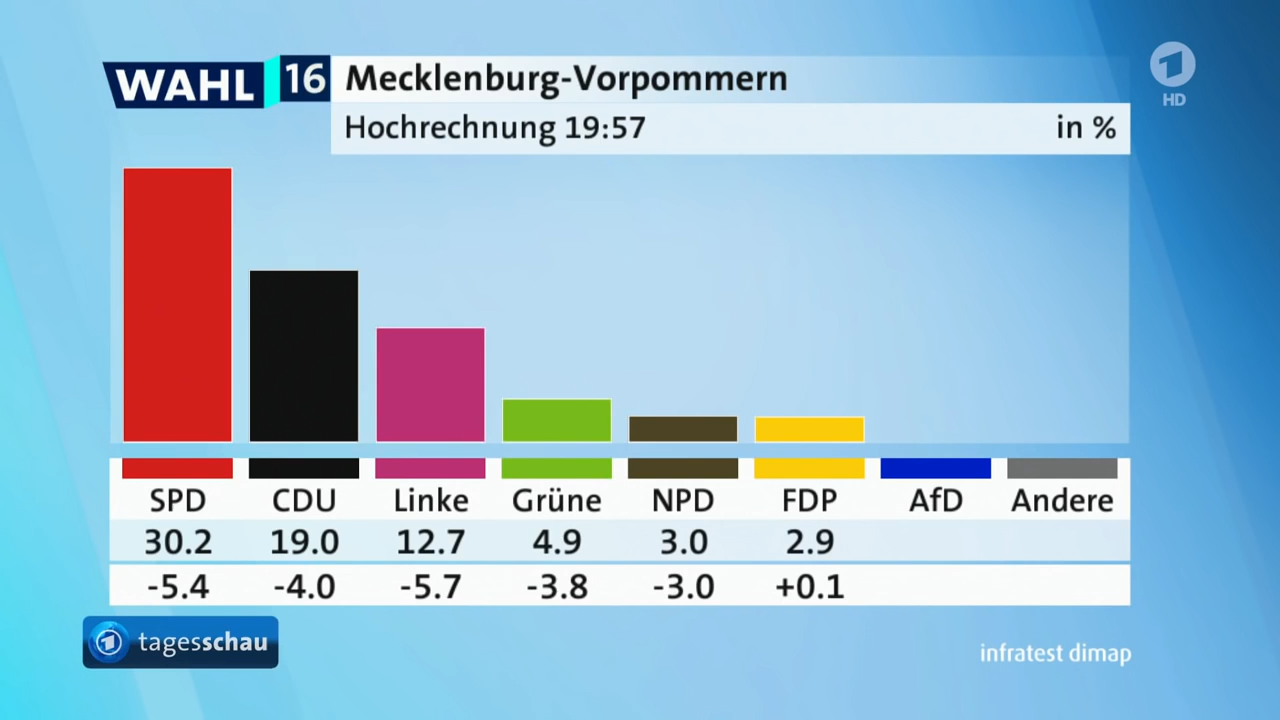 WAHL 16 Mecklenburg-Vorpommern
Hochrechnung 19:57 in %
1 HD
SPD CDU Linke Grüne NPD FDP AfD Andere
30.2 19.0 12.7 4.9 3.0 2.9
-5.4 -4.0 -5.7 -3.8 -3.0 +0.1
1 tagesschau
infratest dimap